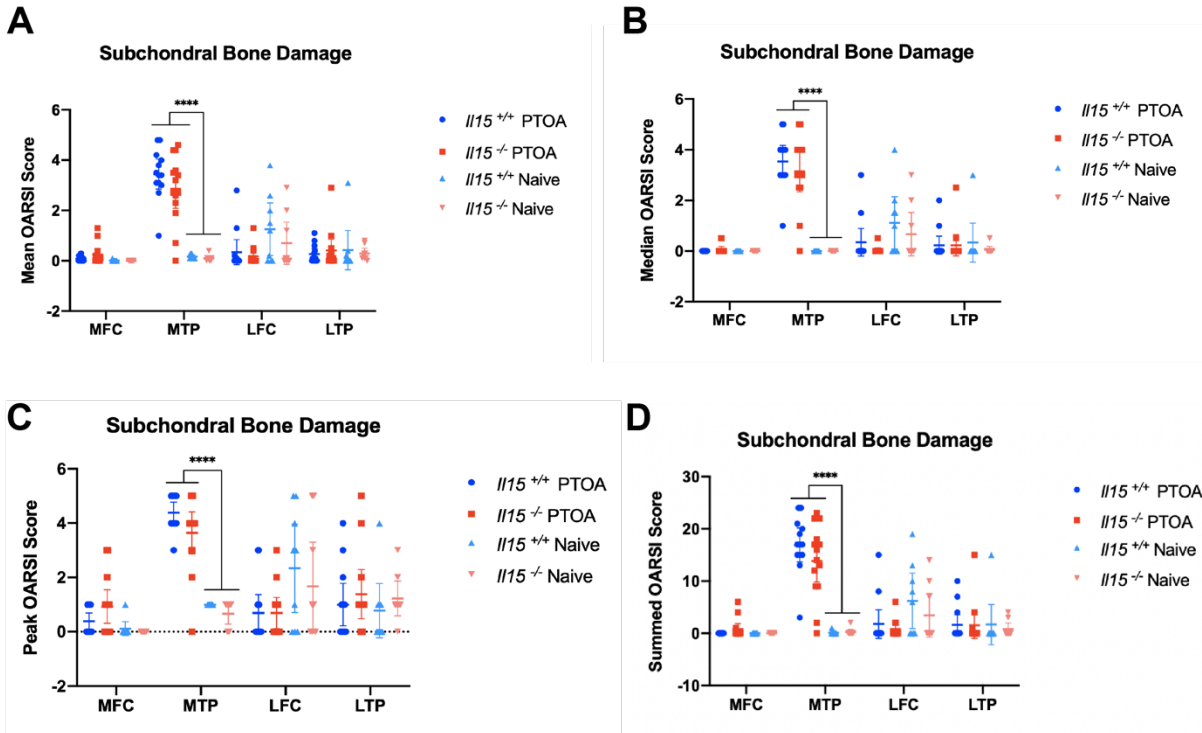 A
Subchondral Bone Damage
****
Mean OARSI Score
6
4
2
0
-2
MFC MTP LFC LTP
Il15 +/+ PTOA
Il15 -/- PTOA
Il15 +/+ Naive
Il15 -/- Naive
B
Subchondral Bone Damage
****
Median OARSI Score
6
4
2
0
-2
MFC MTP LFC LTP
Il15 +/+ PTOA
Il15 -/- PTOA
Il15 +/+ Naive
Il15 -/- Naive
C
Subchondral Bone Damage
****
Peak OARSI Score
6
4
2
0
-2
MFC MTP LFC LTP
Il15 +/+ PTOA
Il15 -/- PTOA
Il15 +/+ Naive
Il15 -/- Naive
D
Subchondral Bone Damage
****
Summed OARSI Score
30
20
10
0
-10
MFC MTP LFC LTP
Il15 +/+ PTOA
Il15 -/- PTOA
Il15 +/+ Naive
Il15 -/- Naive